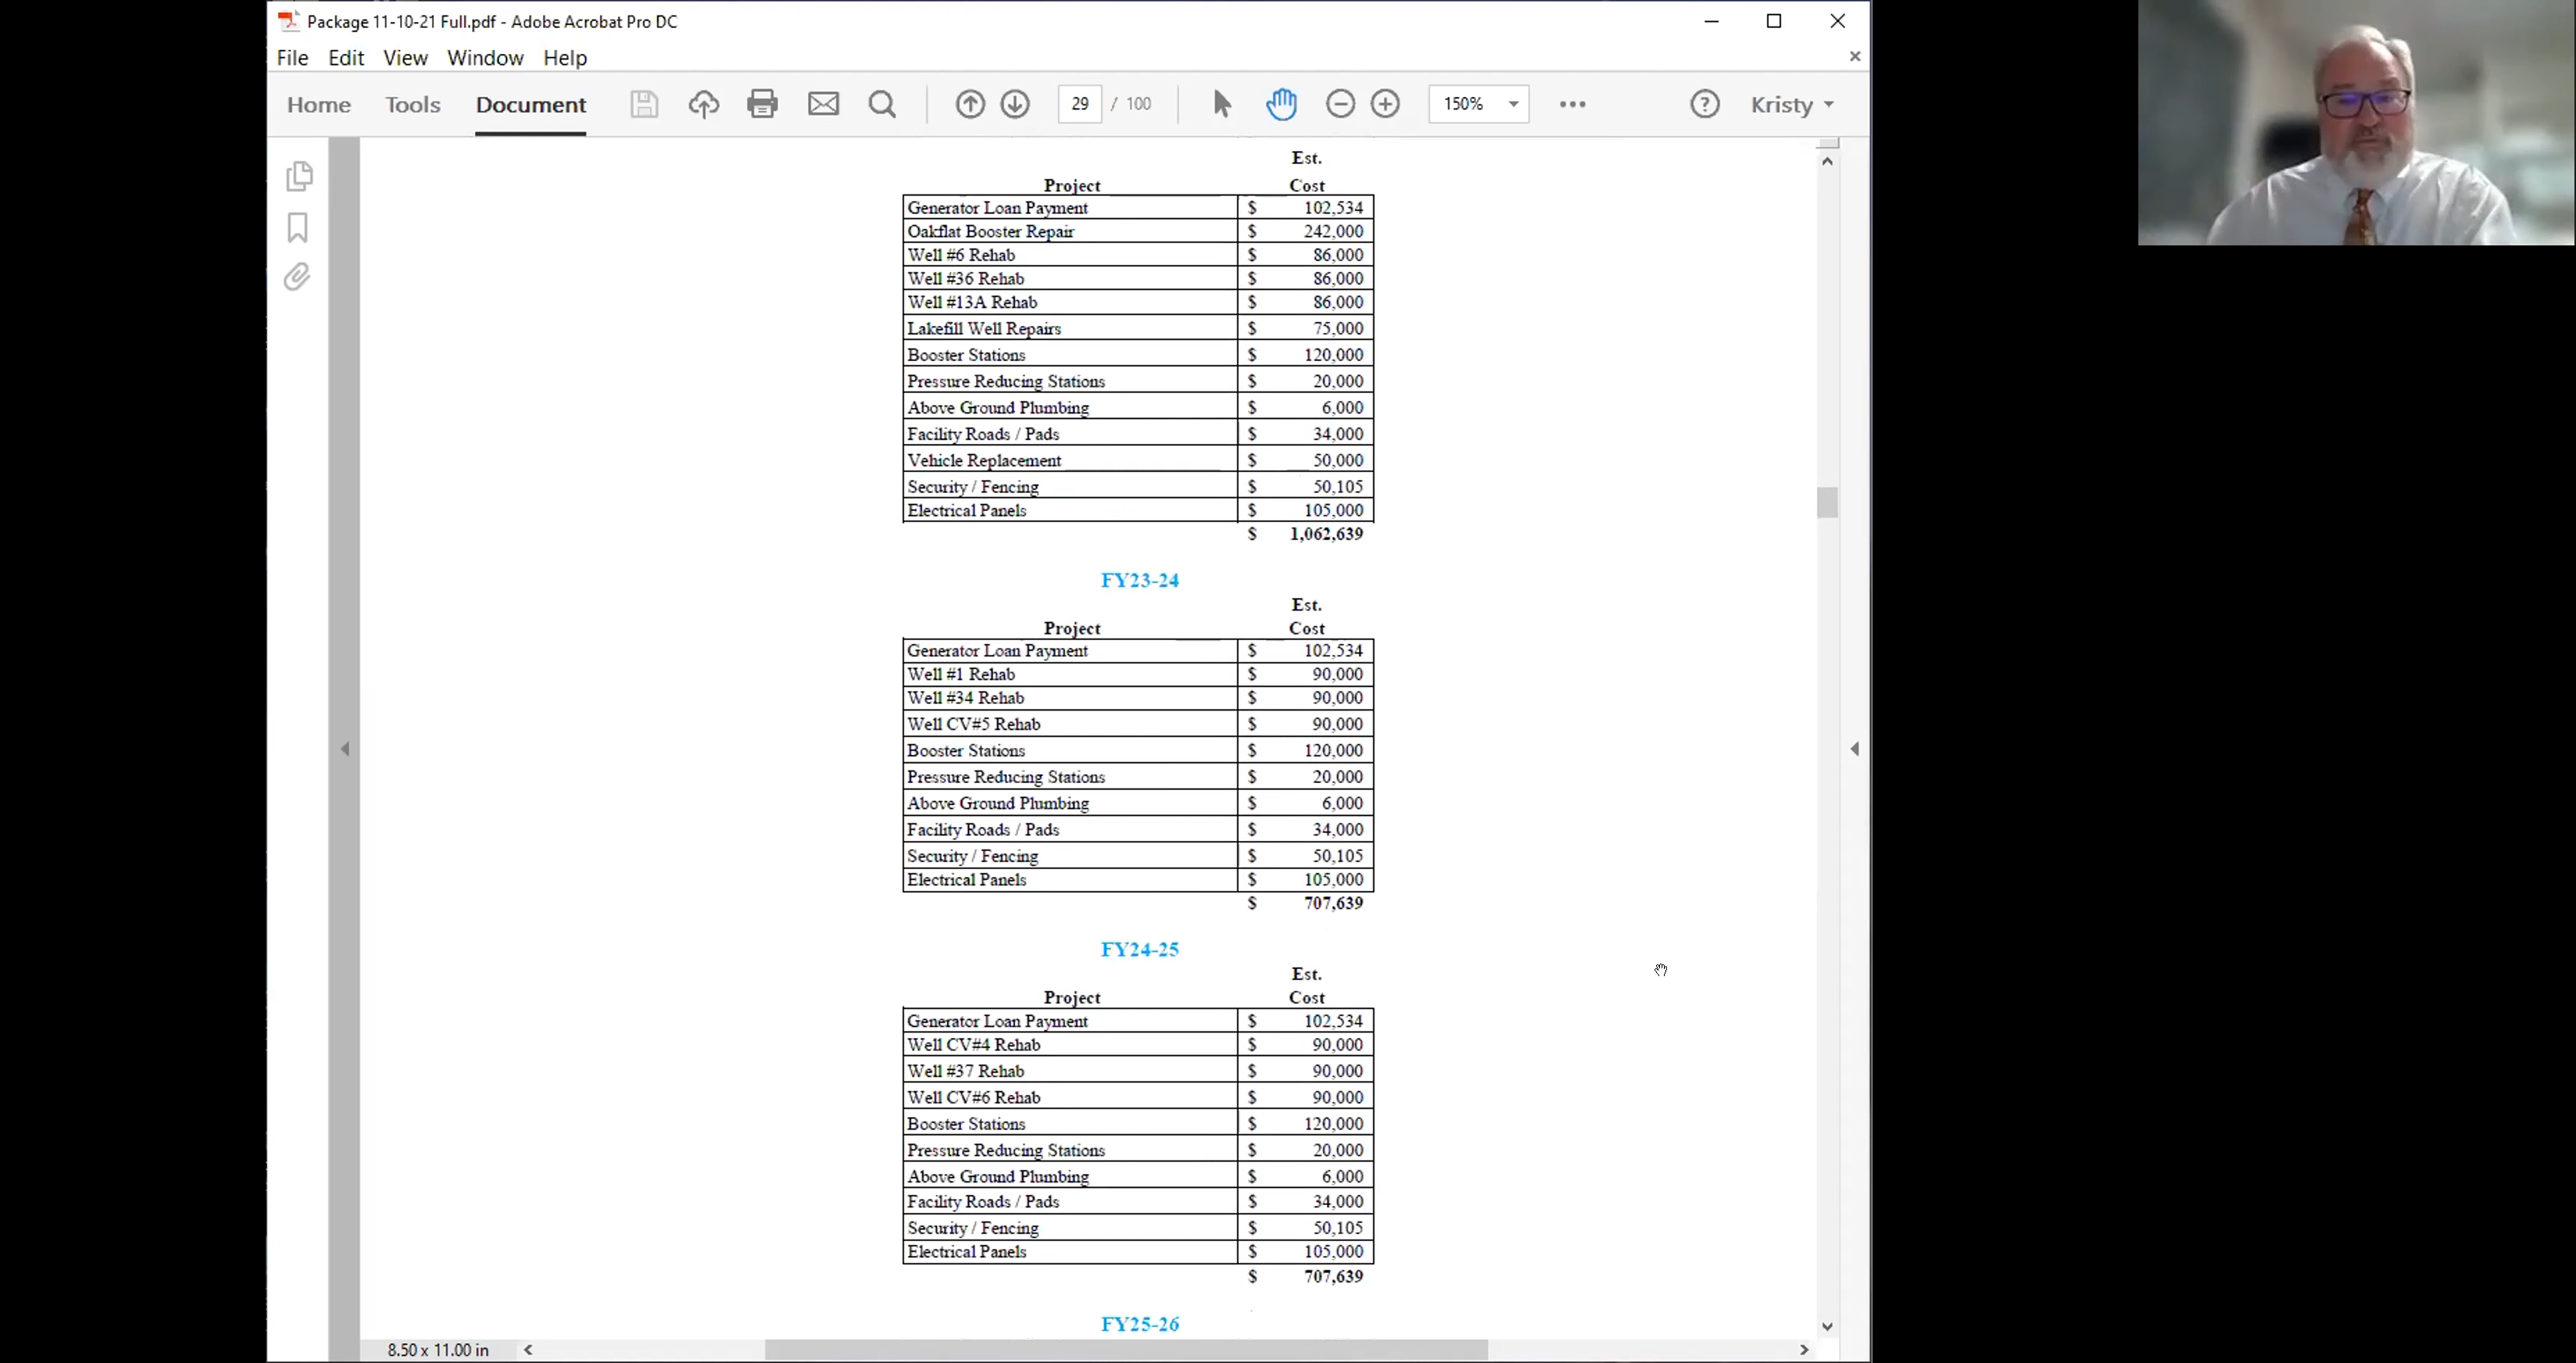 Package 11-10-21 Full.pdf - Adobe Acrobat Pro DC
File Edit View Window Help
Home Tools Document 29 / 100 150% Kristy
Est.
Project Cost
Generator Loan Payment $ 102,534
Oakflat Booster Repair $ 242,000
Well #6 Rehab $ 86,000
Well #36 Rehab $ 86,000
Well #13A Rehab $ 86,000
Lakefill Well Repairs $ 75,000
Booster Stations $ 120,000
Pressure Reducing Stations $ 20,000
Above Ground Plumbing $ 6,000
Facility Roads / Pads $ 34,000
Vehicle Replacement $ 50,000
Security / Fencing $ 50,105
Electrical Panels $ 105,000
$ 1,062,639
FY23-24
Est.
Project Cost
Generator Loan Payment $ 102,534
Well #1 Rehab $ 90,000
Well #34 Rehab $ 90,000
Well CV#5 Rehab $ 90,000
Booster Stations $ 120,000
Pressure Reducing Stations $ 20,000
Above Ground Plumbing $ 6,000
Facility Roads / Pads $ 34,000
Security / Fencing $ 50,105
Electrical Panels $ 105,000
$ 707,639
FY24-25
Est.
Project Cost
Generator Loan Payment $ 102,534
Well CV#4 Rehab $ 90,000
Well #37 Rehab $ 90,000
Well CV#6 Rehab $ 90,000
Booster Stations $ 120,000
Pressure Reducing Stations $ 20,000
Above Ground Plumbing $ 6,000
Facility Roads / Pads $ 34,000
Security / Fencing $ 50,105
Electrical Panels $ 105,000
$ 707,639
FY25-26
8.50 x 11.00 in